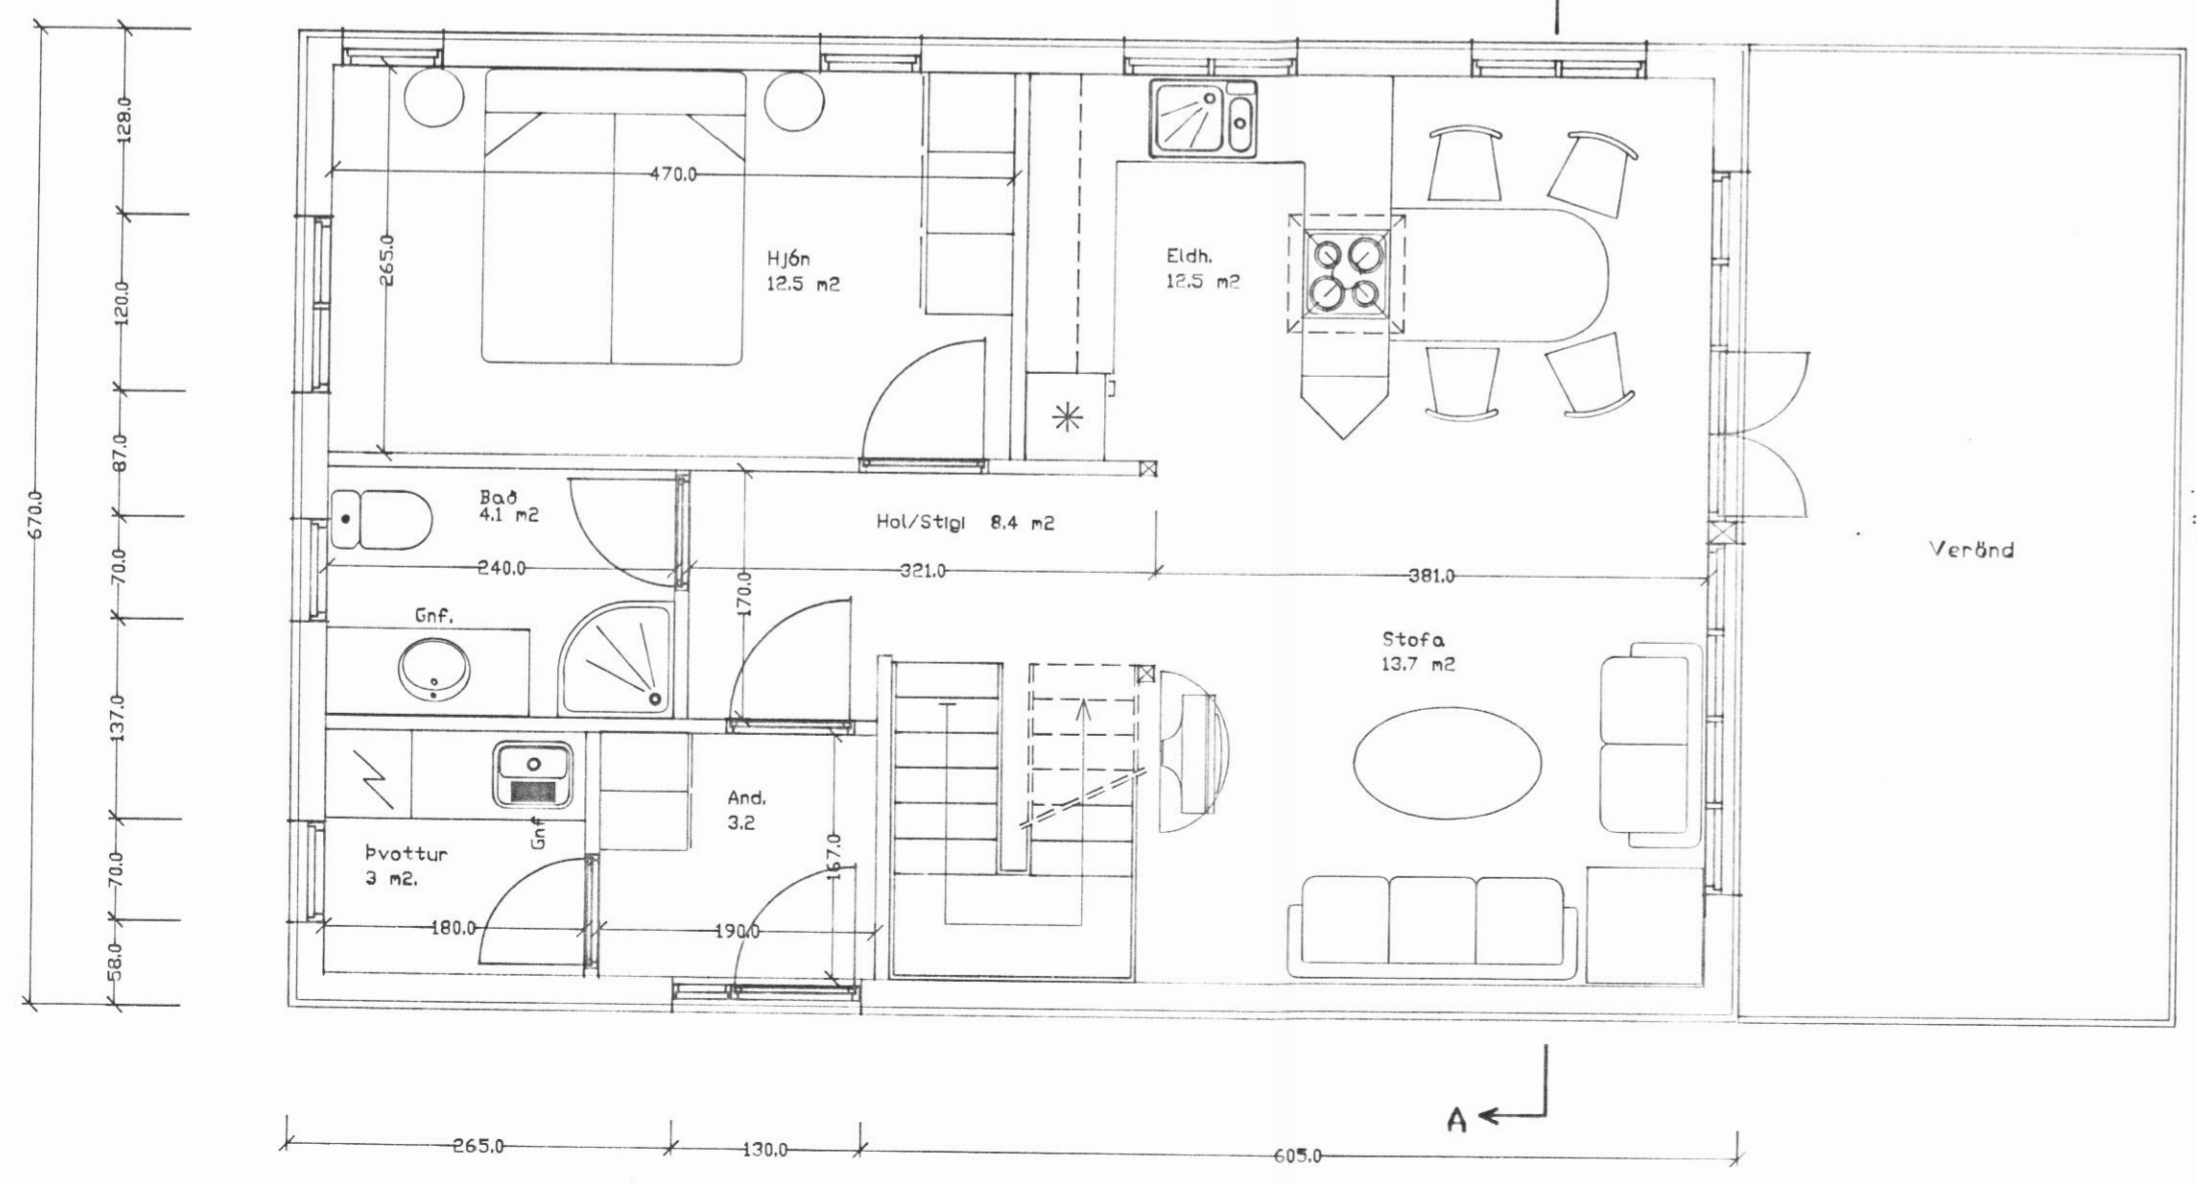 128.0
470.0
265.0
Hjón
12.5 m2
Eldh.
12.5 m2
120.0
87.0
670.0
Bað
4.1 m2
Hol/Stigi 8.4 m2
Verönd
70.0
240.0
321.0
381.0
170.0
Gnf.
Stofa
13.7 m2
137.0
And.
3.2
Gnf
Þvottur
3 m2.
167.0
70.0
180.0
190.0
58.0
A
265.0
130.0
605.0